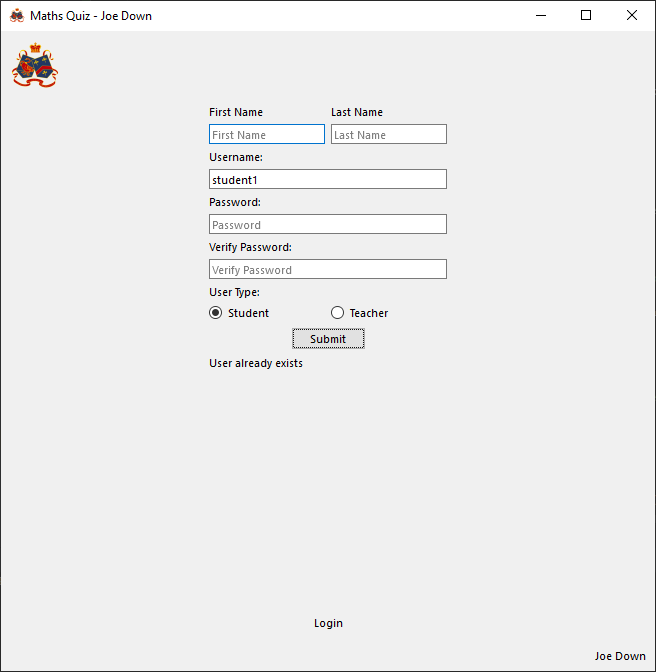 Maths Quiz - Joe Down
First Name Last Name
First Name Last Name
Username:
student1
Password:
Password
Verify Password:
Verify Password
User Type:
Student Teacher
Submit
User already exists
Login
Joe Down